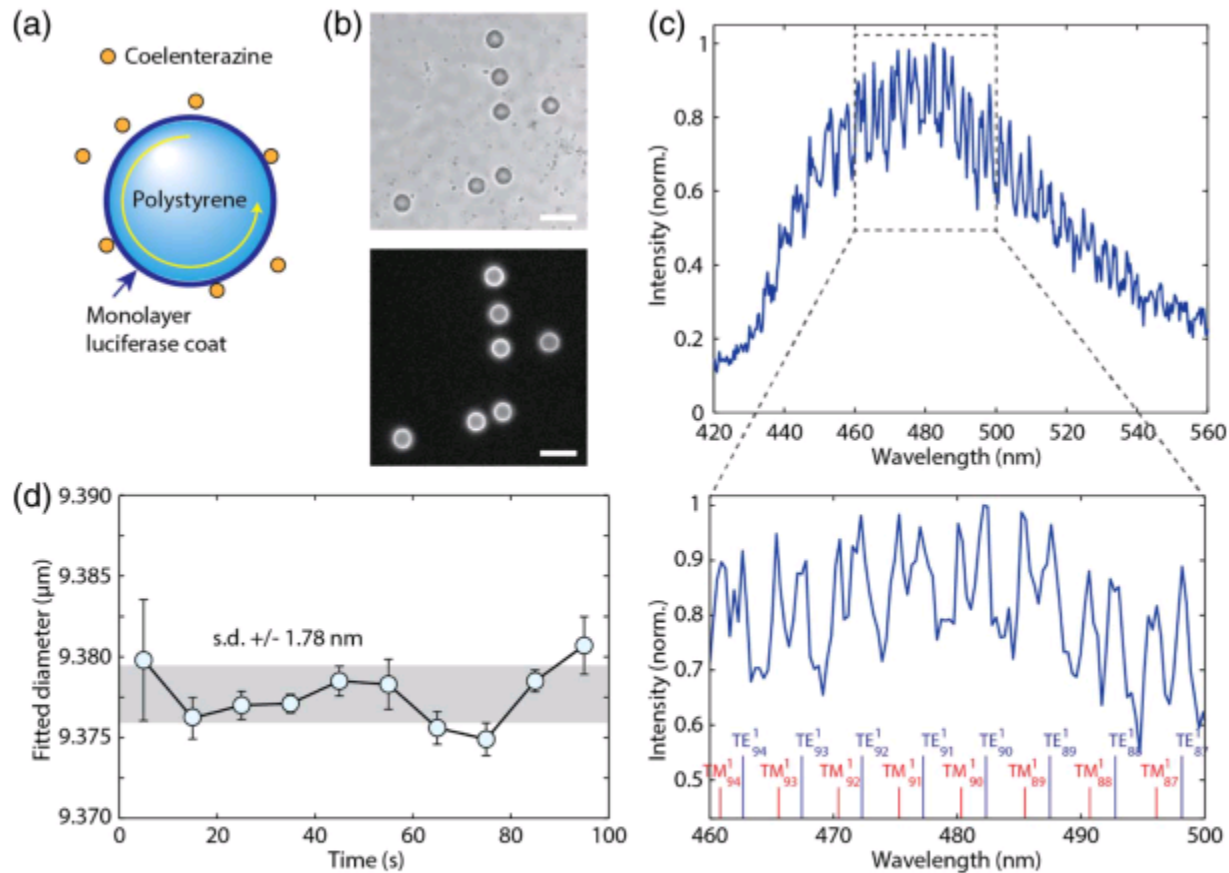 (a)
Coelenterazine
Polystyrene
Monolayer
luciferase coat
(b)
(c)
1
0.8
0.6
0.4
0.2
0
Intensity (norm.)
420 440 460 480 500 520 540 560
Wavelength (nm)
1
0.9
0.8
0.7
0.6
0.5
Intensity (norm.)
TE¹₉₄ TE¹₉₃ TE¹₉₂ TE¹₉₁ TE¹₉₀ TE¹₈₉ TE¹₈₈ TE¹₈₇
TM¹₉₄ TM¹₉₃ TM¹₉₂ TM¹₉₁ TM¹₉₀ TM¹₈₉ TM¹₈₈ TM¹₈₇
460 470 480 490 500
Wavelength (nm)
(d)
9.390
9.385
9.380
9.375
9.370
Fitted diameter (μm)
s.d. +/- 1.78 nm
0 20 40 60 80 100
Time (s)